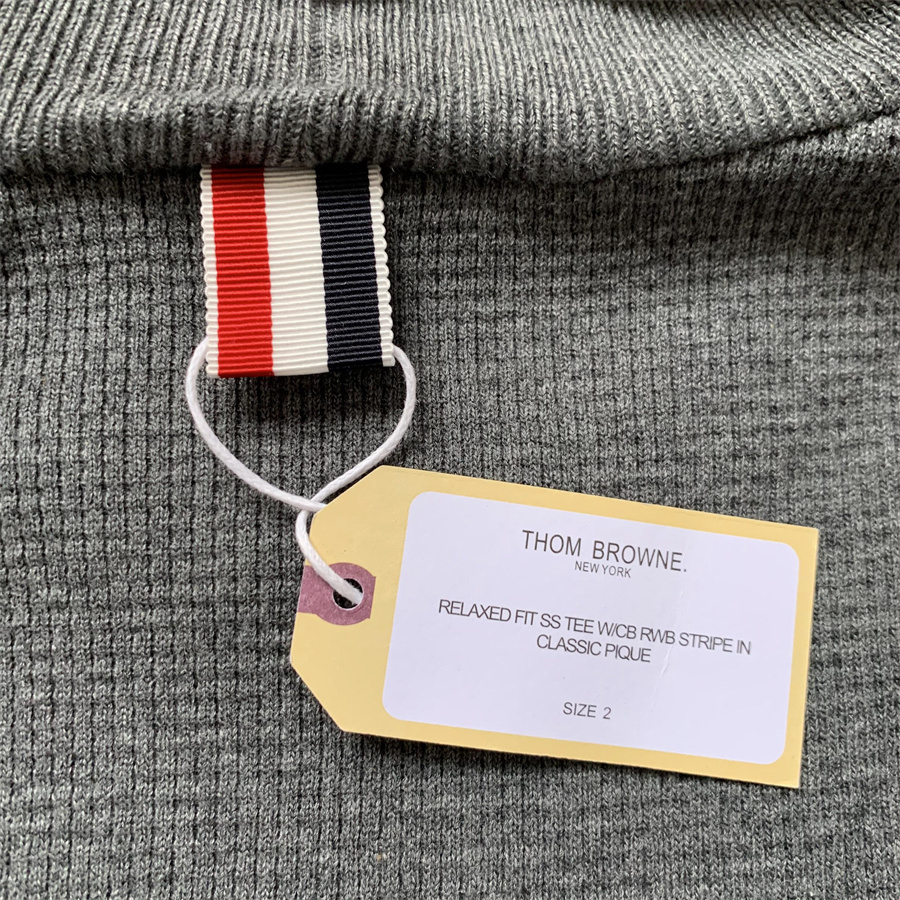 THOM BROWNE.
NEW YORK
RELAXED FIT SS TEE W/CB RWB STRIPE IN
CLASSIC PIQUE
SIZE 2